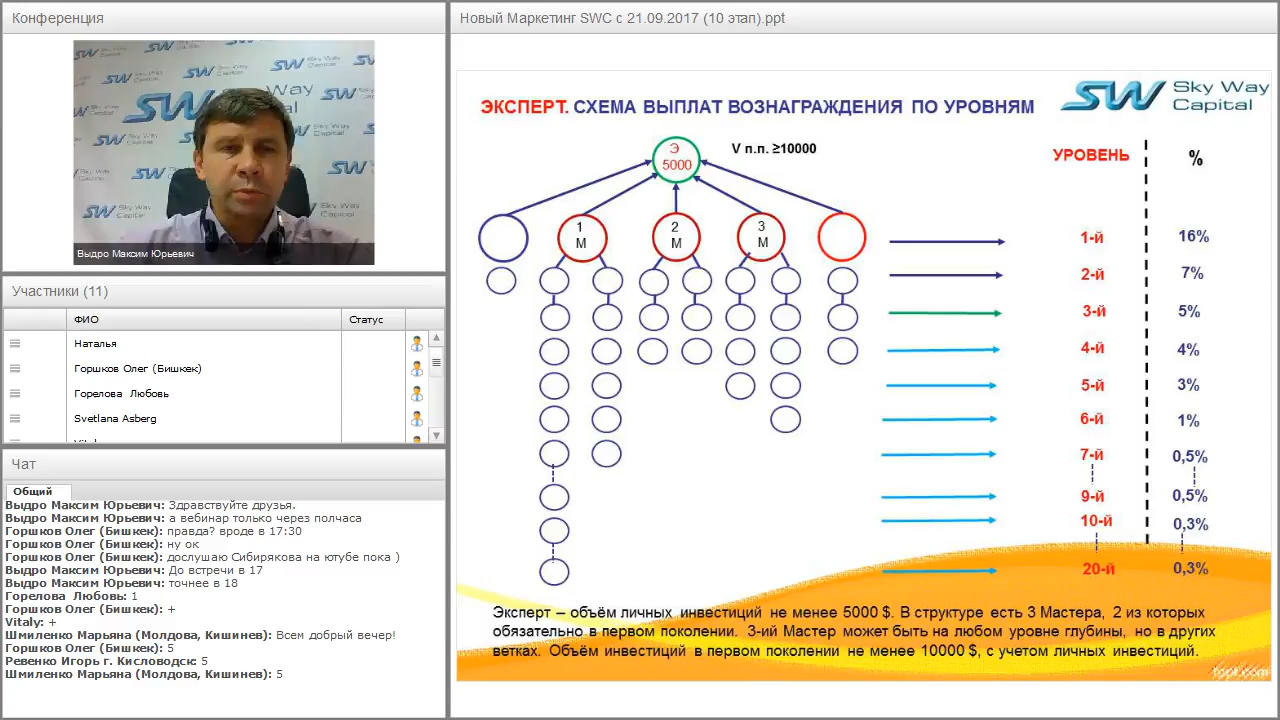 Конференция
Новый Маркетинг SWC с 21.09.2017 (10 этап).ppt
SW Sky Way
Capital
Выдро Максим Юрьевич
Участники (11)
ФИО
Статус
Наталья
Горшков Олег (Бишкек)
Горелова Любовь
Svetlana Asberg
Чат
Общий
Выдро Максим Юрьевич: Здравствуйте друзья.
Выдро Максим Юрьевич: а вебинар только через полчаса
Горшков Олег (Бишкек): правда? вроде в 17:30
Горшков Олег (Бишкек): ну ок
Горшков Олег (Бишкек): дослушаю Сибирякова на ютубе пока )
Выдро Максим Юрьевич: До встречи в 17
Выдро Максим Юрьевич: точнее в 18
Горелова Любовь: 1
Горшков Олег (Бишкек): +
Vitaly: +
Шмиленко Марьяна (Молдова, Кишинев): Всем добрый вечер!
Горшков Олег (Бишкек): 5
Ревенко Игорь г. Кисловодск: 5
Шмиленко Марьяна (Молдова, Кишинев): 5
ЭКСПЕРТ. СХЕМА ВЫПЛАТ ВОЗНАГРАЖДЕНИЯ ПО УРОВНЯМ
SW Sky Way
Capital
Э
5000
V п.п. ≥10000
УРОВЕНЬ
%
1
М
2
М
3
М
1-й 16%
2-й 7%
3-й 5%
4-й 4%
5-й 3%
6-й 1%
7-й 0,5%
9-й 0,5%
10-й 0,3%
20-й 0,3%
Эксперт – объём личных инвестиций не менее 5000 $. В структуре есть 3 Мастера, 2 из которых
обязательно в первом поколении. 3-ий Мастер может быть на любом уровне глубины, но в других
ветках. Объём инвестиций в первом поколении не менее 10000 $, с учетом личных инвестиций.